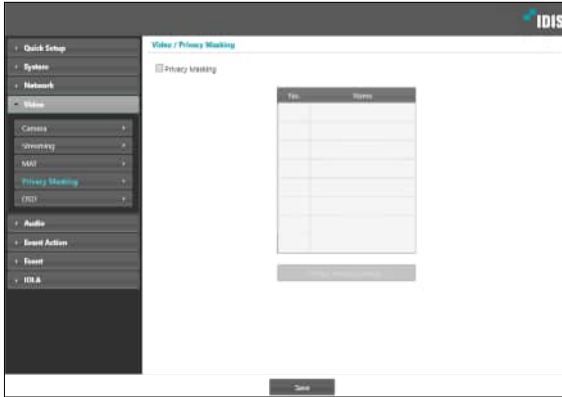 IDIS
Quick Setup
System
Network
Video
Camera
Streaming
MAT
Privacy Masking
OSD
Audio
Event Action
Event
IDLA
Video / Privacy Masking
Privacy Masking
No. Name
Save